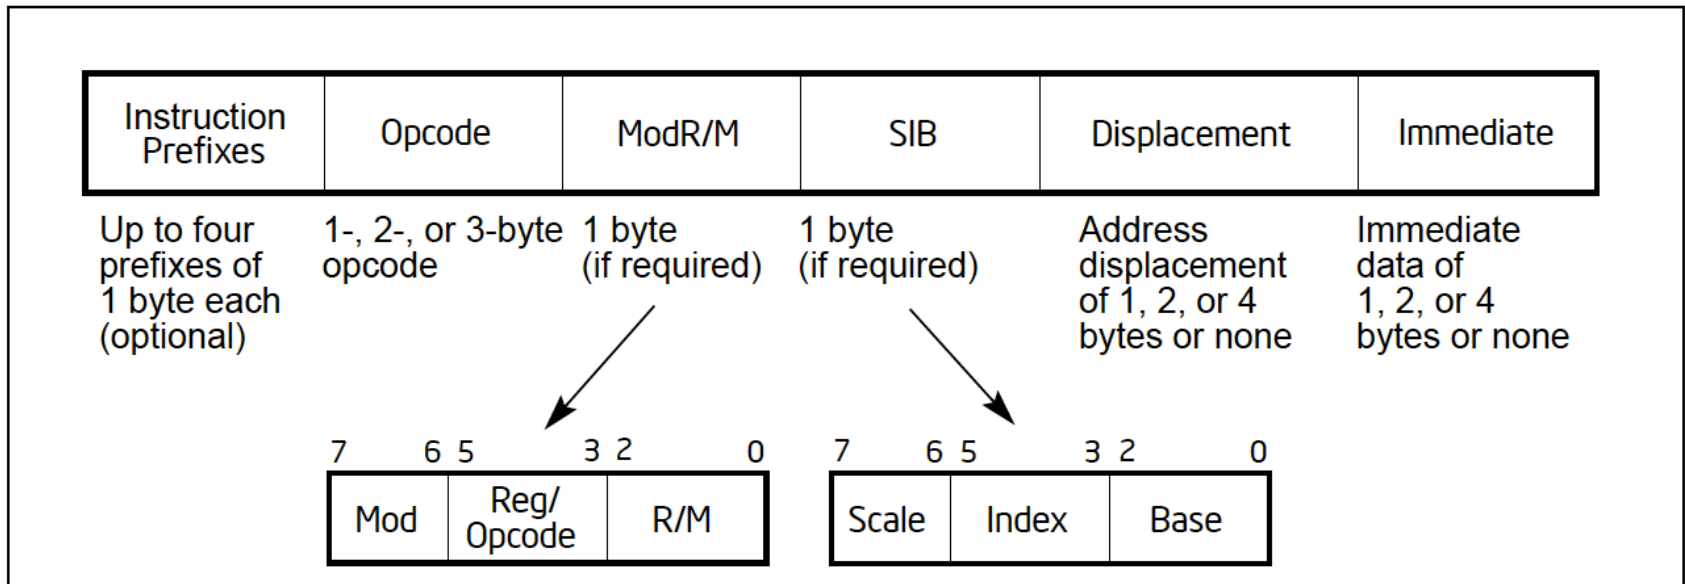 Instruction Prefixes
Opcode
ModR/M
SIB
Displacement
Immediate
Up to four
prefixes of
1 byte each
(optional)
1-, 2-, or 3-byte
opcode
1 byte
(if required)
1 byte
(if required)
Address
displacement
of 1, 2, or 4
bytes or none
Immediate
data of
1, 2, or 4
bytes or none
7 6 5 3 2 0
Mod
Reg/
Opcode
R/M
7 6 5 3 2 0
Scale
Index
Base